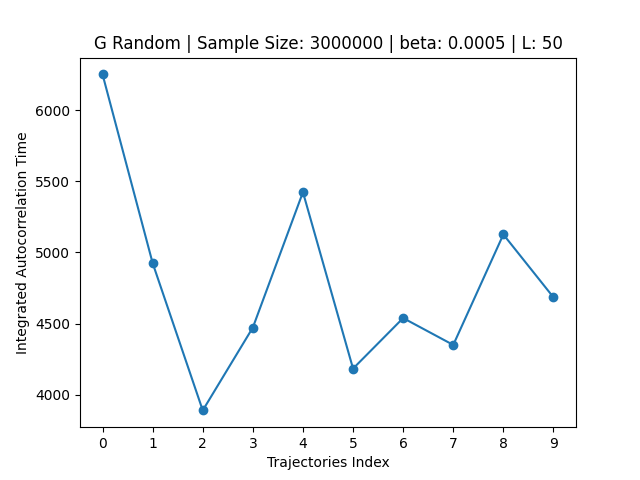 G Random | Sample Size: 3000000 | beta: 0.0005 | L: 50
Integrated Autocorrelation Time
6000
5500
5000
4500
4000
0 1 2 3 4 5 6 7 8 9
Trajectories Index